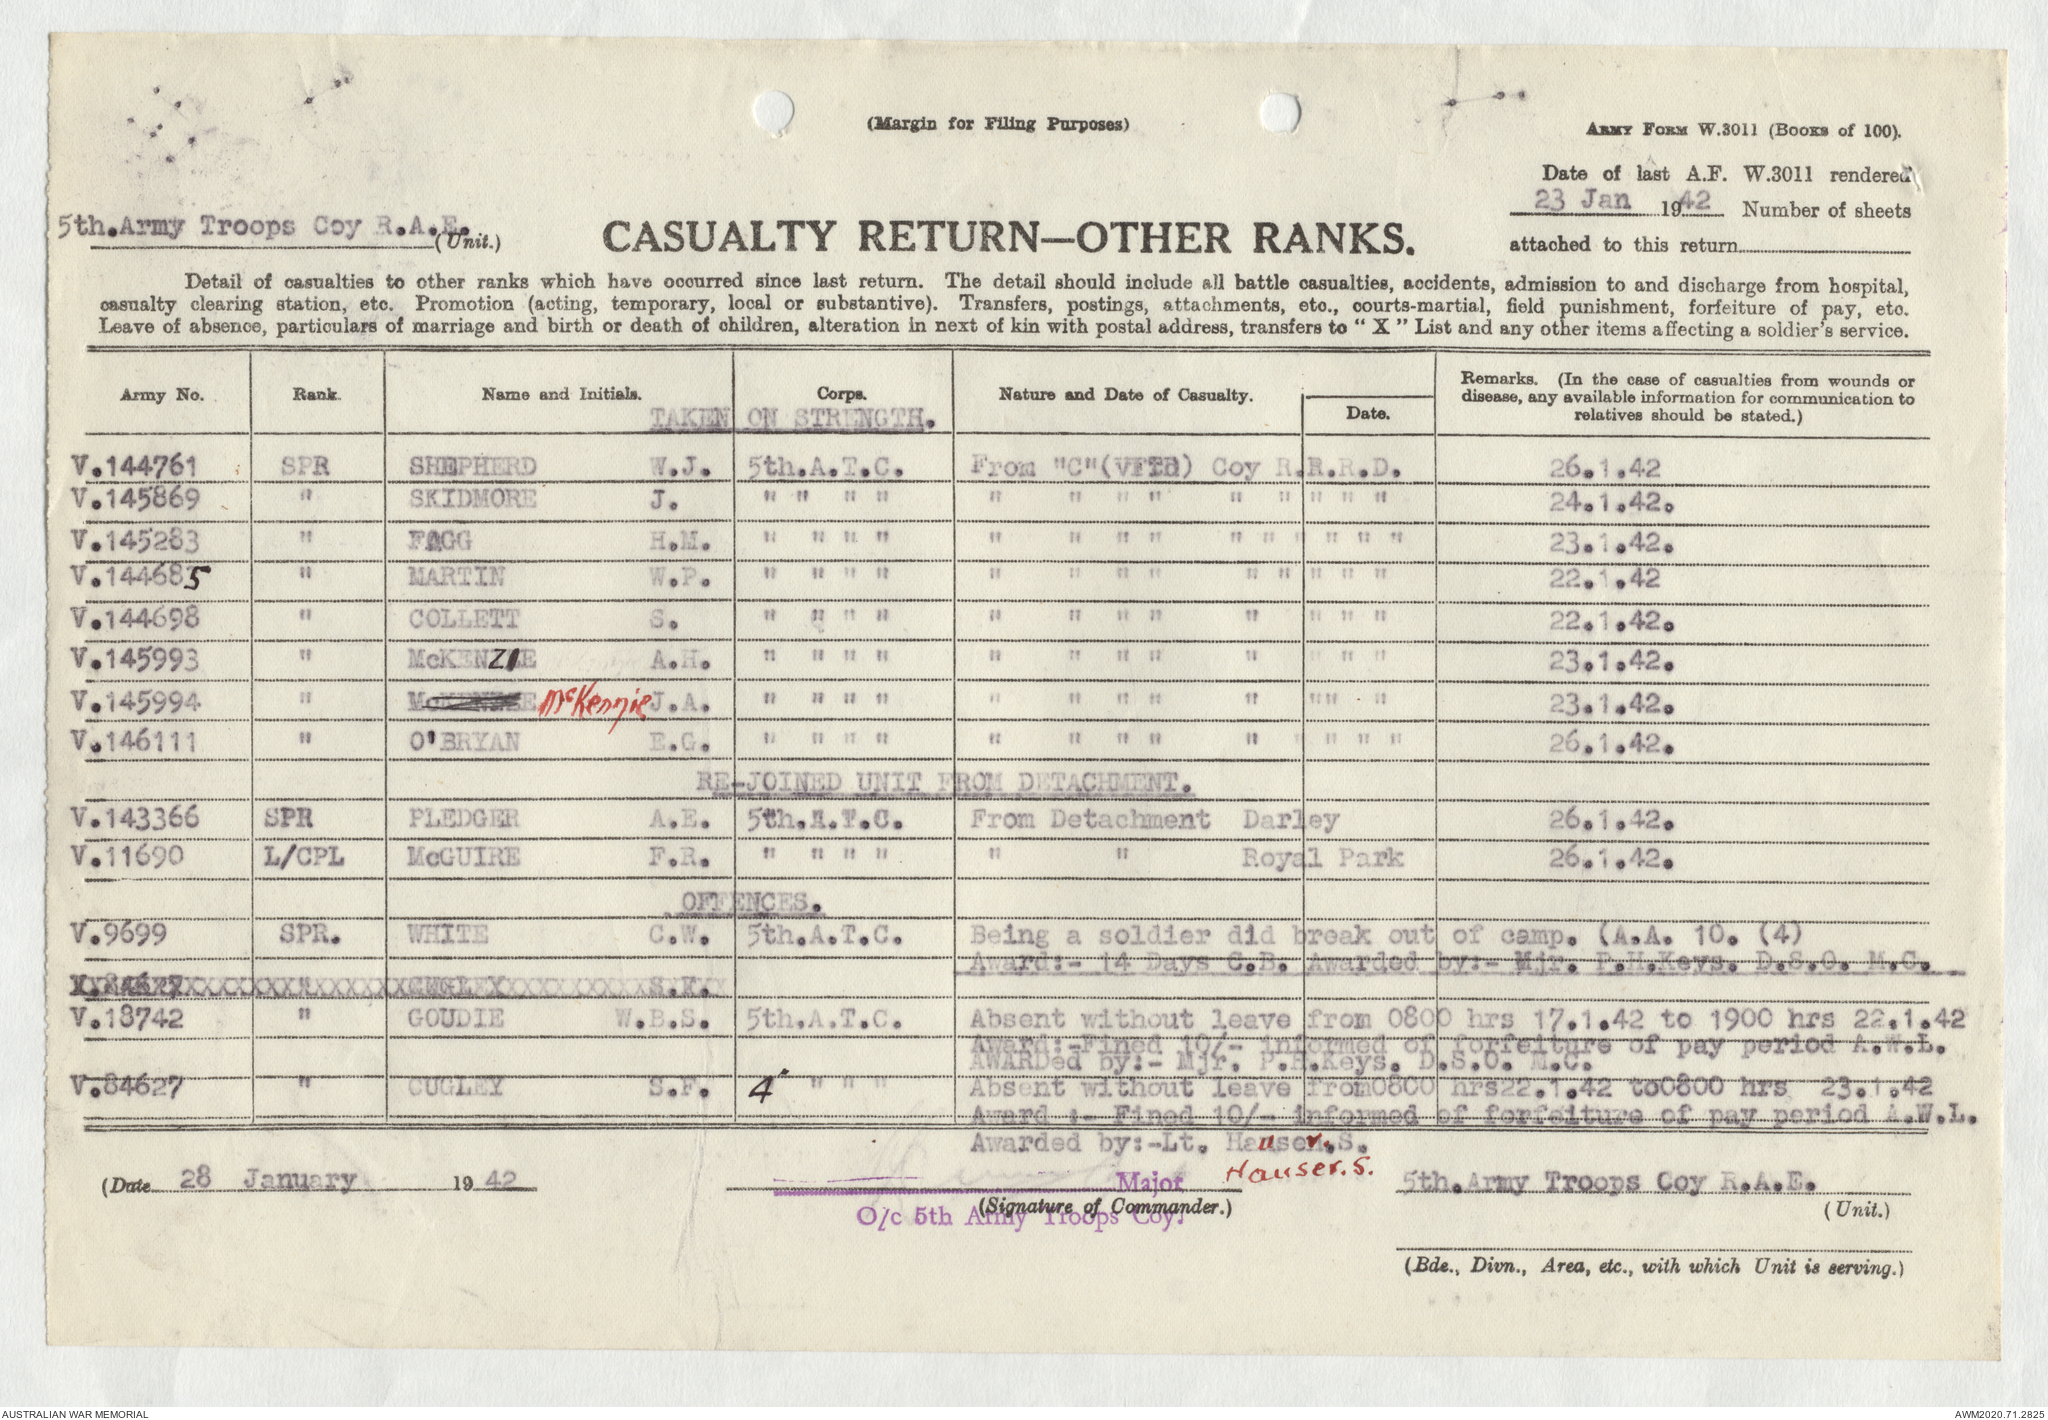 (Margin for Filing Purposes)
ARMY FORM W.3011 (Books of 100).
Date of last A.F. W.3011 rendered
23 Jan 1942 Number of sheets
attached to this return
5th.Army Troops Coy R.A.E. (Unit.)
CASUALTY RETURN—OTHER RANKS.
Detail of casualties to other ranks which have occurred since last return. The detail should include all battle casualties, accidents, admission to and discharge from hospital,
casualty clearing station, etc. Promotion (acting, temporary, local or substantive). Transfers, postings, attachments, etc., courts-martial, field punishment, forfeiture of pay, etc.
Leave of absence, particulars of marriage and birth or death of children, alteration in next of kin with postal address, transfers to "X" List and any other items affecting a soldier's service.
Army No. Rank. Name and Initials. Corps. Nature and Date of Casualty. Date. Remarks. (In the case of casualties from wounds or
disease, any available information for communication to
relatives should be stated.)
TAKEN ON STRENGTH.
V.144761 SPR SHEPHERD W.J. 5th.A.T.C. From "C"( ) Coy R.R.R.D. 26.1.42
V.145869 " SKIDMORE J. " " " " " " " " " " " " " 24.1.42.
V.145283 " FAGG H.M. " " " " " " " " " " " " " " 23.1.42.
V.144685 " MARTIN W.P. " " " " " " " " " " " " " 22.1.42
V.144698 " COLLETT S. " " " " " " " " " " " " 22.1.42.
V.145993 " McKENZIE A.H. " " " " " " " " " " " " 23.1.42.
V.145994 " McKenzie J.A. " " " " " " " " " "" " 23.1.42.
V.146111 " O'BRYAN E.G. " " " " " " " " " " " " " 26.1.42.
RE-JOINED UNIT FROM DETACHMENT.
V.143366 SPR PLEDGER A.E. 5th.A.T.C. From Detachment Darley 26.1.42.
V.11690 L/CPL McGUIRE F.R. " " " " " " Royal Park 26.1.42.
OFFENCES.
V.9699 SPR. WHITE C.W. 5th.A.T.C. Being a soldier did break out of camp. (A.A. 10. (4)
Award:- 14 Days C.B. Awarded by:- Mjr. P.H.Keys. D.S.O. M.C.
V.84627 " CUGLEY S.F.
V.18742 " GOUDIE W.B.S. 5th.A.T.C. Absent without leave from 0800 hrs 17.1.42 to 1900 hrs 22.1.42
Award:-Fined 10/- informed of forfeiture of pay period A.W.L.
AWARDed by:- Mjr. P.H.Keys. D.S.O. M.C.
V.84627 " CUGLEY S.F. 4" " " " Absent without leave from0800 hrs22.1.42 to0800 hrs 23.1.42
Award :- Fined 10/- informed of forfeiture of pay period A.W.L.
Awarded by:-Lt. Hauser.S.
Hauser.S.
(Date 28 January 1942
Major
(Signature of Commander.)
O/c 5th Army Troops Coy.
5th.Army Troops Coy R.A.E.
(Unit.)
(Bde., Divn., Area, etc., with which Unit is serving.)
AUSTRALIAN WAR MEMORIAL
AWM2020.71.2825